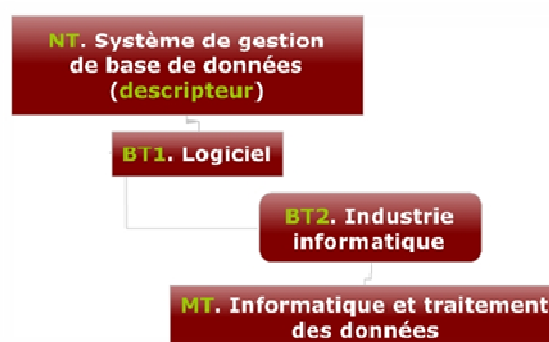 NT. Système de gestion
de base de données
(descripteur)
BT1. Logiciel
BT2. Industrie
informatique
MT. Informatique et traitement
des données